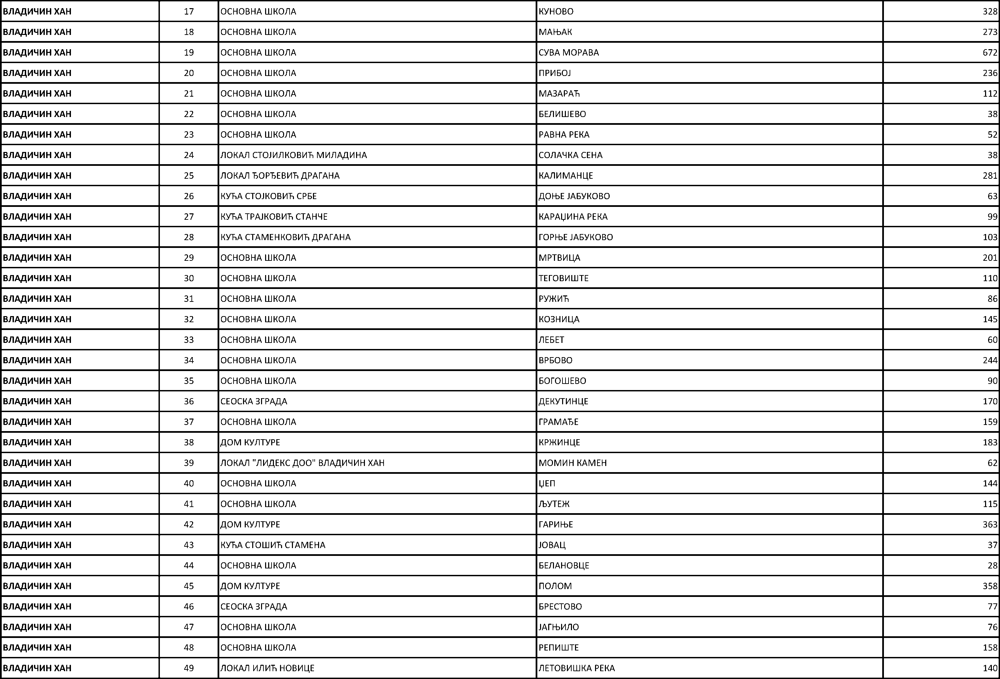 ВЛАДИЧИН ХАН 17 ОСНОВНА ШКОЛА КУНОВО 328
ВЛАДИЧИН ХАН 18 ОСНОВНА ШКОЛА МАЊАК 273
ВЛАДИЧИН ХАН 19 ОСНОВНА ШКОЛА СУВА МОРАВА 672
ВЛАДИЧИН ХАН 20 ОСНОВНА ШКОЛА ПРИБОЈ 236
ВЛАДИЧИН ХАН 21 ОСНОВНА ШКОЛА МАЗАРАЋ 112
ВЛАДИЧИН ХАН 22 ОСНОВНА ШКОЛА БЕЛИШЕВО 38
ВЛАДИЧИН ХАН 23 ОСНОВНА ШКОЛА РАВНА РЕКА 52
ВЛАДИЧИН ХАН 24 ЛОКАЛ СТОЈИЛКОВИЋ МИЛАДИНА СОЛАЧКА СЕНА 38
ВЛАДИЧИН ХАН 25 ЛОКАЛ ЂОРЂЕВИЋ ДРАГАНА КАЛИМАНЦЕ 281
ВЛАДИЧИН ХАН 26 КУЋА СТОЈКОВИЋ СРБЕ ДОЊЕ ЈАБУКОВО 63
ВЛАДИЧИН ХАН 27 КУЋА ТРАЈКОВИЋ СТАНЧЕ КАРАЏИНА РЕКА 99
ВЛАДИЧИН ХАН 28 КУЋА СТАМЕНКОВИЋ ДРАГАНА ГОРЊЕ ЈАБУКОВО 103
ВЛАДИЧИН ХАН 29 ОСНОВНА ШКОЛА МРТВИЦА 201
ВЛАДИЧИН ХАН 30 ОСНОВНА ШКОЛА ТЕГОВИШТЕ 110
ВЛАДИЧИН ХАН 31 ОСНОВНА ШКОЛА РУЖИЋ 86
ВЛАДИЧИН ХАН 32 ОСНОВНА ШКОЛА КОЗНИЦА 145
ВЛАДИЧИН ХАН 33 ОСНОВНА ШКОЛА ЛЕБЕТ 60
ВЛАДИЧИН ХАН 34 ОСНОВНА ШКОЛА ВРБОВО 244
ВЛАДИЧИН ХАН 35 ОСНОВНА ШКОЛА БОГОШЕВО 90
ВЛАДИЧИН ХАН 36 СЕОСКА ЗГРАДА ДЕКУТИНЦЕ 170
ВЛАДИЧИН ХАН 37 ОСНОВНА ШКОЛА ГРАМАЂЕ 159
ВЛАДИЧИН ХАН 38 ДОМ КУЛТУРЕ КРЖИНЦЕ 183
ВЛАДИЧИН ХАН 39 ЛОКАЛ "ЛИДЕКС ДОО" ВЛАДИЧИН ХАН МОМИН КАМЕН 62
ВЛАДИЧИН ХАН 40 ОСНОВНА ШКОЛА ЏЕП 144
ВЛАДИЧИН ХАН 41 ОСНОВНА ШКОЛА ЉУТЕЖ 115
ВЛАДИЧИН ХАН 42 ДОМ КУЛТУРЕ ГАРИЊЕ 363
ВЛАДИЧИН ХАН 43 КУЋА СТОШИЋ СТАМЕНА ЈОВАЦ 37
ВЛАДИЧИН ХАН 44 ОСНОВНА ШКОЛА БЕЛАНОВЦЕ 28
ВЛАДИЧИН ХАН 45 ДОМ КУЛТУРЕ ПОЛОМ 358
ВЛАДИЧИН ХАН 46 СЕОСКА ЗГРАДА БРЕСТОВО 77
ВЛАДИЧИН ХАН 47 ОСНОВНА ШКОЛА ЈАГЊИЛО 76
ВЛАДИЧИН ХАН 48 ОСНОВНА ШКОЛА РЕПИШТЕ 158
ВЛАДИЧИН ХАН 49 ЛОКАЛ ИЛИЋ НОВИЦЕ ЛЕТОВИШКА РЕКА 140